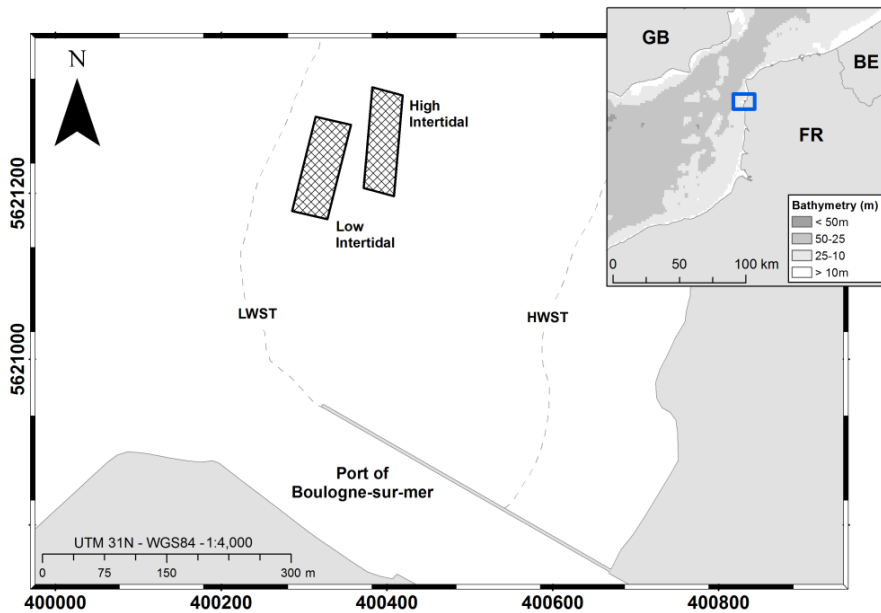 N
High
Intertidal
Low
Intertidal
LWST
HWST
Port of
Boulogne-sur-mer
UTM 31N - WGS84 -1:4,000
0 75 150 300 m
5621200
5621000
400000 400200 400400 400600 400800
GB
BE
FR
Bathymetry (m)
< 50m
50-25
25-10
> 10m
0 50 100 km